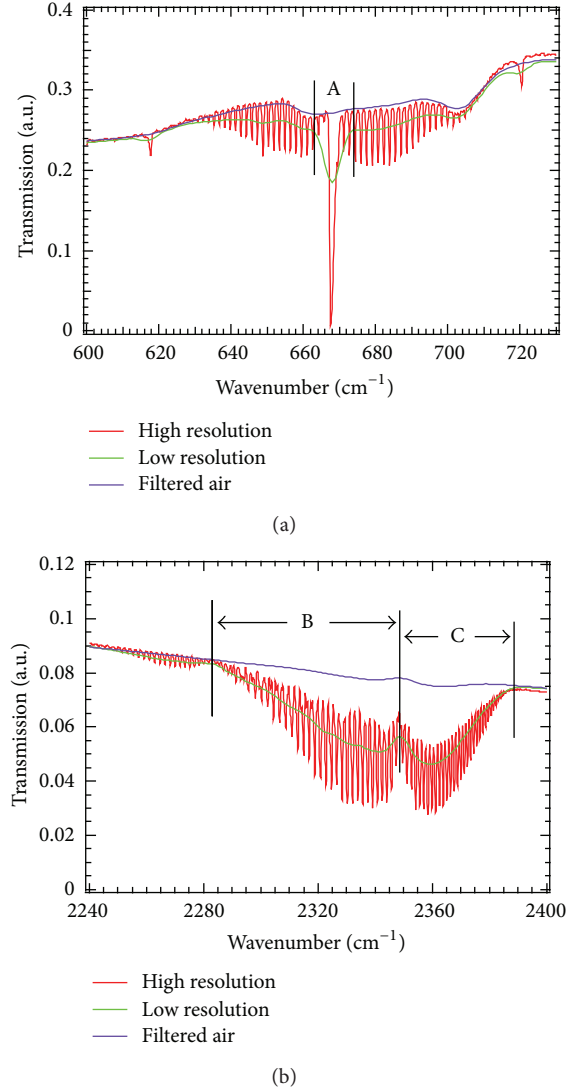 0.4
0.3
0.2
0.1
0
A
Transmission (a.u.)
600 620 640 660 680 700 720
Wavenumber (cm−1)
High resolution
Low resolution
Filtered air
(a)
0.12
0.1
0.08
0.06
0.04
0.02
0
B C
Transmission (a.u.)
2240 2280 2320 2360 2400
Wavenumber (cm−1)
High resolution
Low resolution
Filtered air
(b)